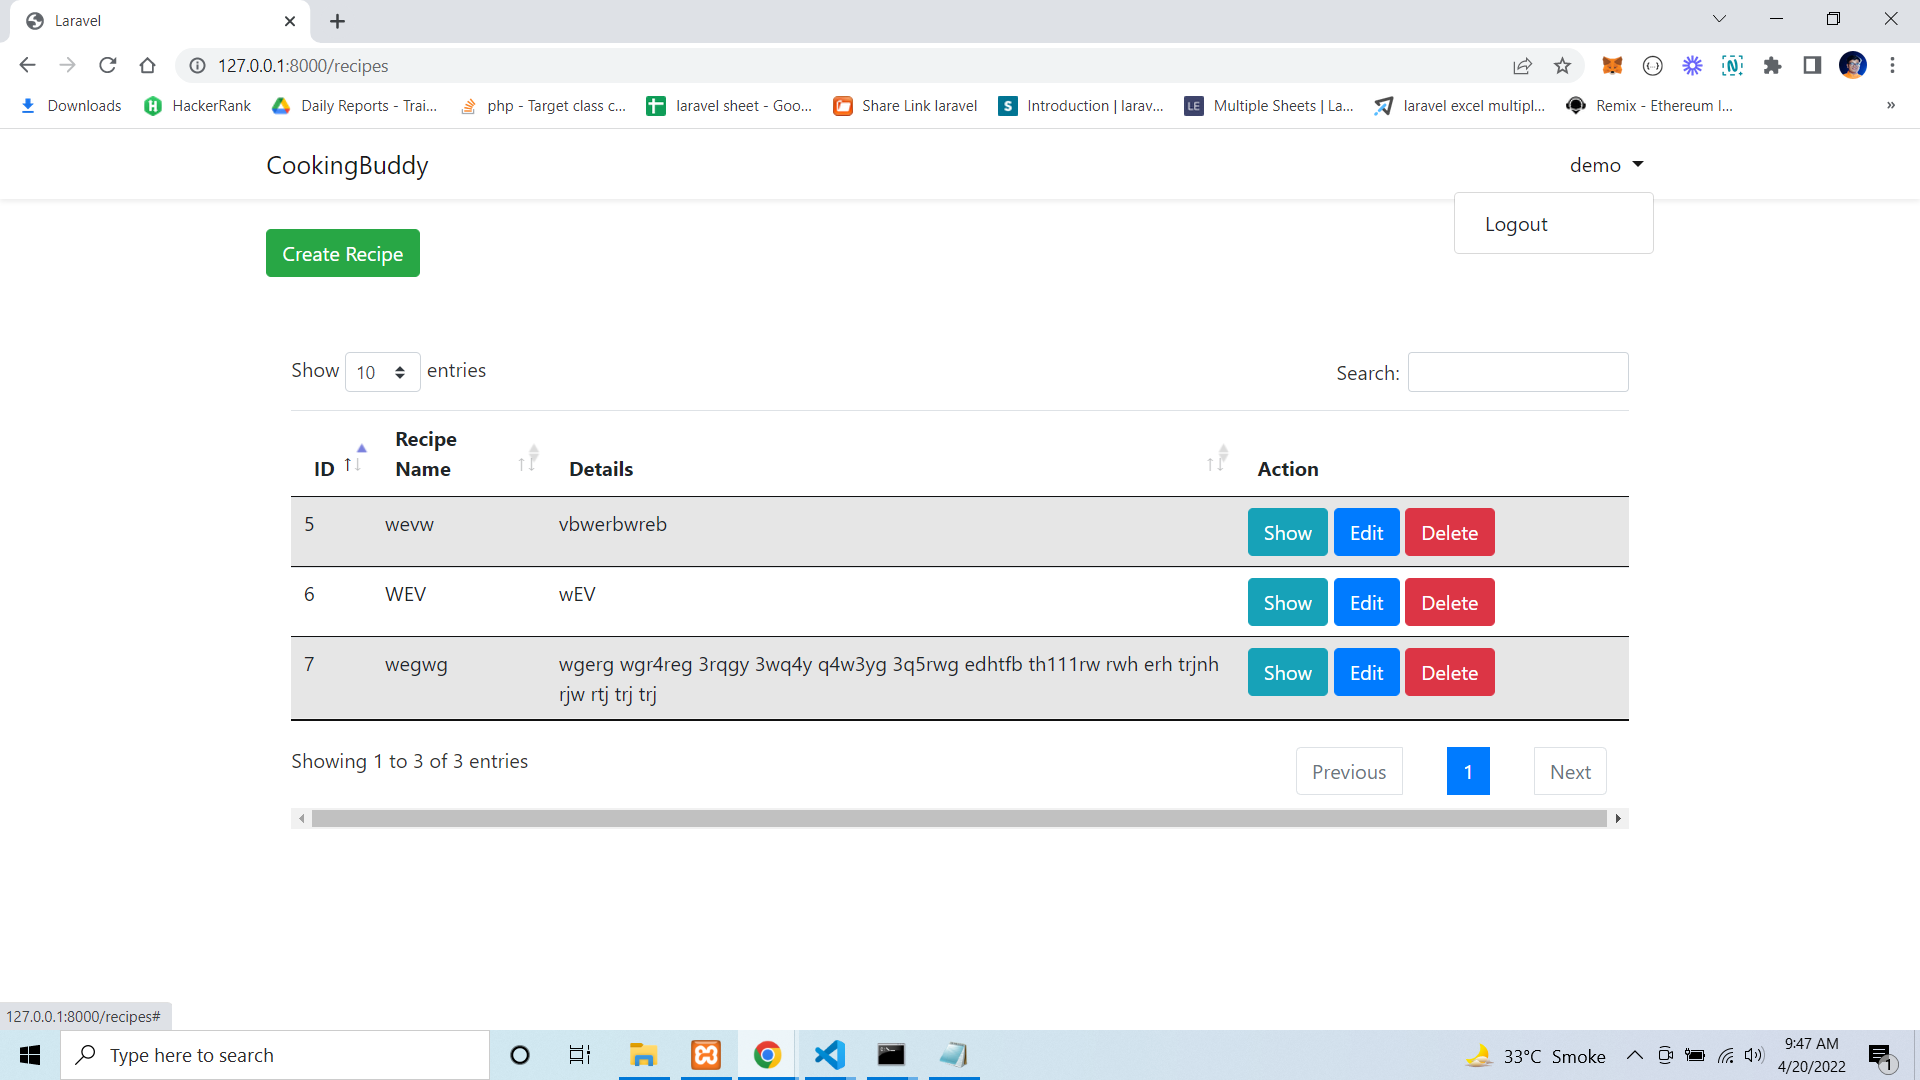 Laravel
127.0.0.1:8000/recipes
Downloads
HackerRank
Daily Reports - Trai...
php - Target class c...
laravel sheet - Goo...
Share Link laravel
Introduction | larav...
LE
Multiple Sheets | La...
laravel excel multipl...
Remix - Ethereum I...
»
CookingBuddy
demo
Logout
Create Recipe
Show 10 entries
Search:
ID Recipe Name Details Action
5 wevw vbwerbwreb Show Edit Delete
6 WEV wEV Show Edit Delete
7 wegwg wgerg wgr4reg 3rqgy 3wq4y q4w3yg 3q5rwg edhtfb th111rw rwh erh trjnh Show Edit Delete
rjw rtj trj trj
Showing 1 to 3 of 3 entries
Previous 1 Next
127.0.0.1:8000/recipes#
Type here to search
33°C Smoke
9:47 AM
4/20/2022
1